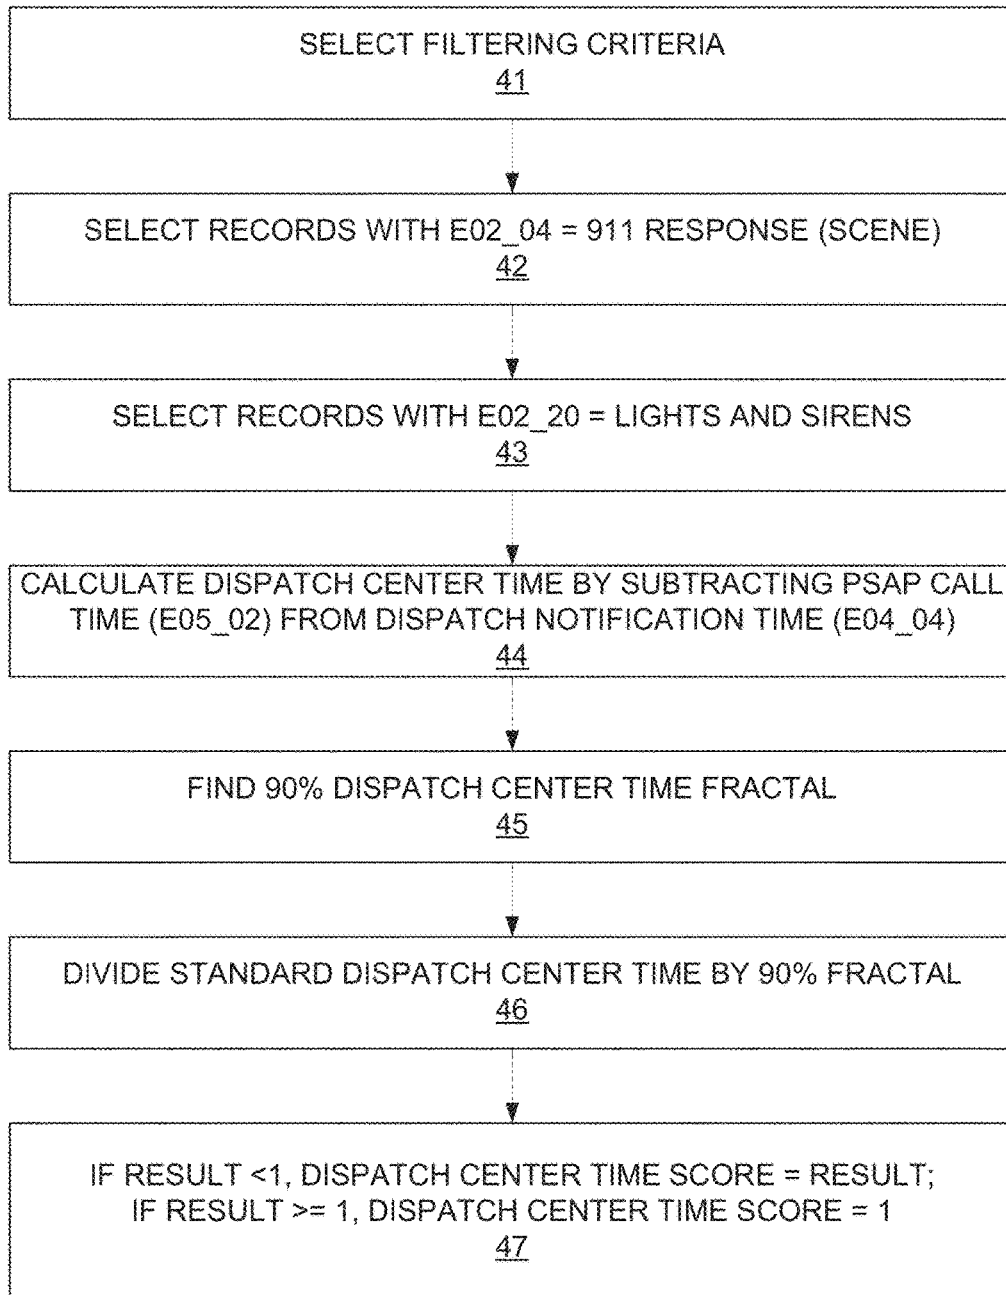 SELECT FILTERING CRITERIA
41
SELECT RECORDS WITH E02_04 = 911 RESPONSE (SCENE)
42
SELECT RECORDS WITH E02_20 = LIGHTS AND SIRENS
43
CALCULATE DISPATCH CENTER TIME BY SUBTRACTING PSAP CALL
TIME (E05_02) FROM DISPATCH NOTIFICATION TIME (E04_04)
44
FIND 90% DISPATCH CENTER TIME FRACTAL
45
DIVIDE STANDARD DISPATCH CENTER TIME BY 90% FRACTAL
46
IF RESULT <1, DISPATCH CENTER TIME SCORE = RESULT;
IF RESULT >= 1, DISPATCH CENTER TIME SCORE = 1
47